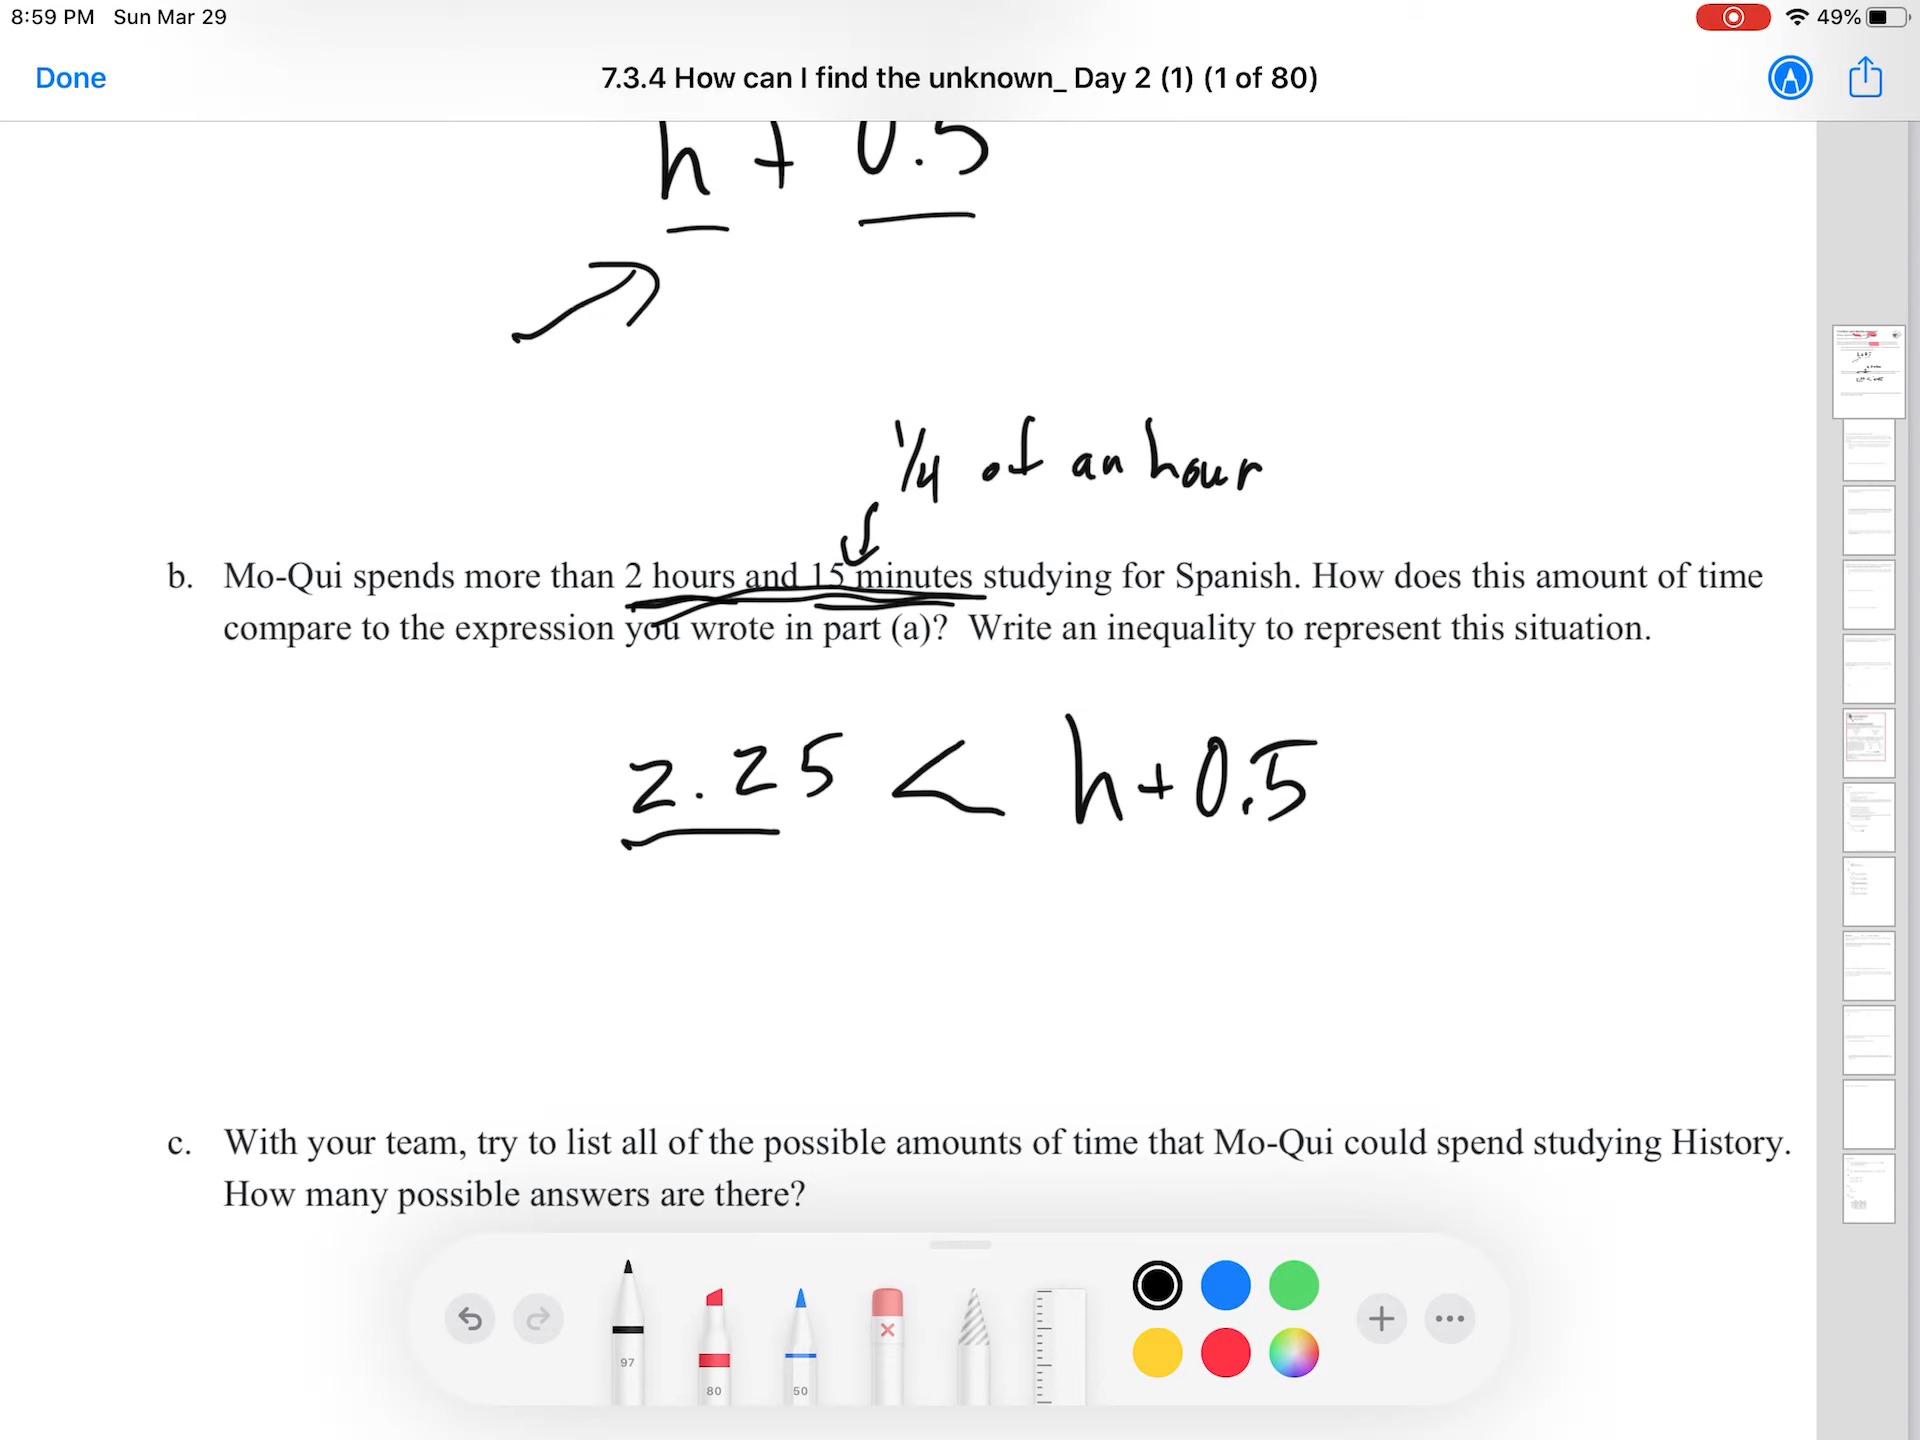 8:59 PM Sun Mar 29
49%
Done
7.3.4 How can I find the unknown_ Day 2 (1) (1 of 80)
h + 0.5
1/4 of an hour
b. Mo-Qui spends more than 2 hours and 15 minutes studying for Spanish. How does this amount of time
compare to the expression you wrote in part (a)? Write an inequality to represent this situation.
2.25 < h + 0.5
c. With your team, try to list all of the possible amounts of time that Mo-Qui could spend studying History.
How many possible answers are there?
97
80
50